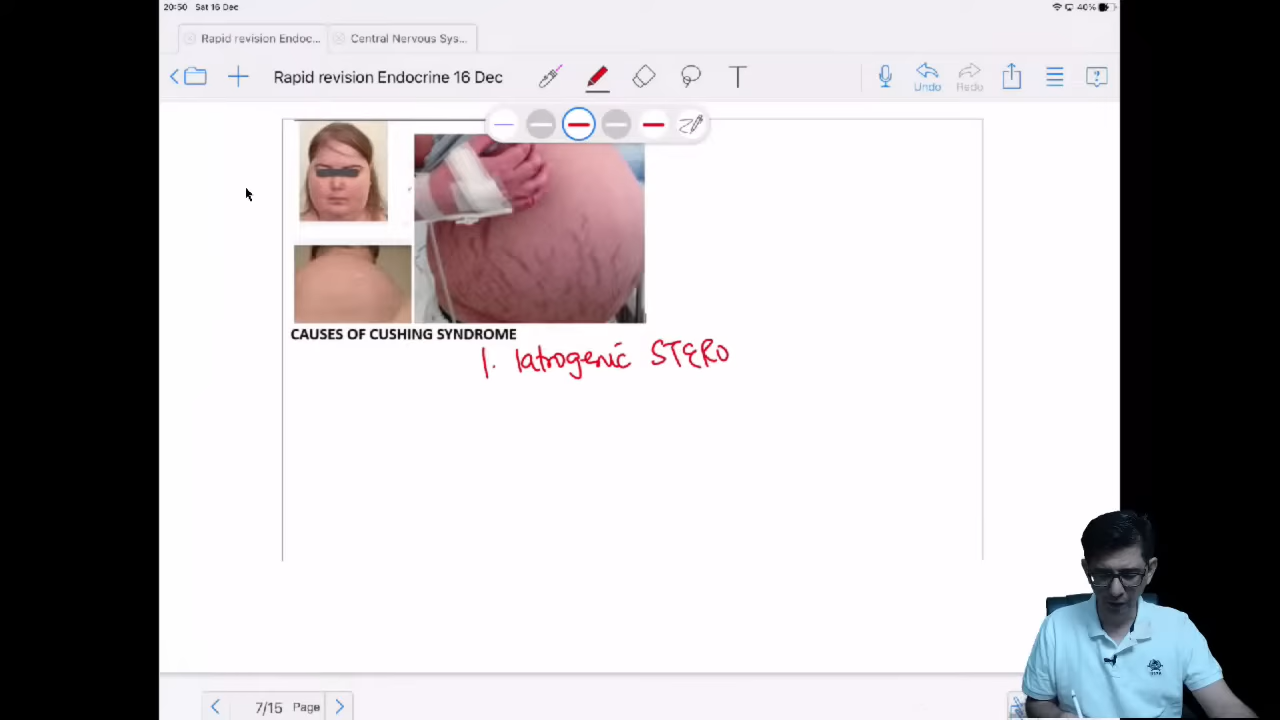 20:50 Sat 16 Dec
40%
Rapid revision Endoc...
Central Nervous Sys...
Rapid revision Endocrine 16 Dec
T
Undo
Redo
CAUSES OF CUSHING SYNDROME
1. Iatrogenic STERO
7/15 Page